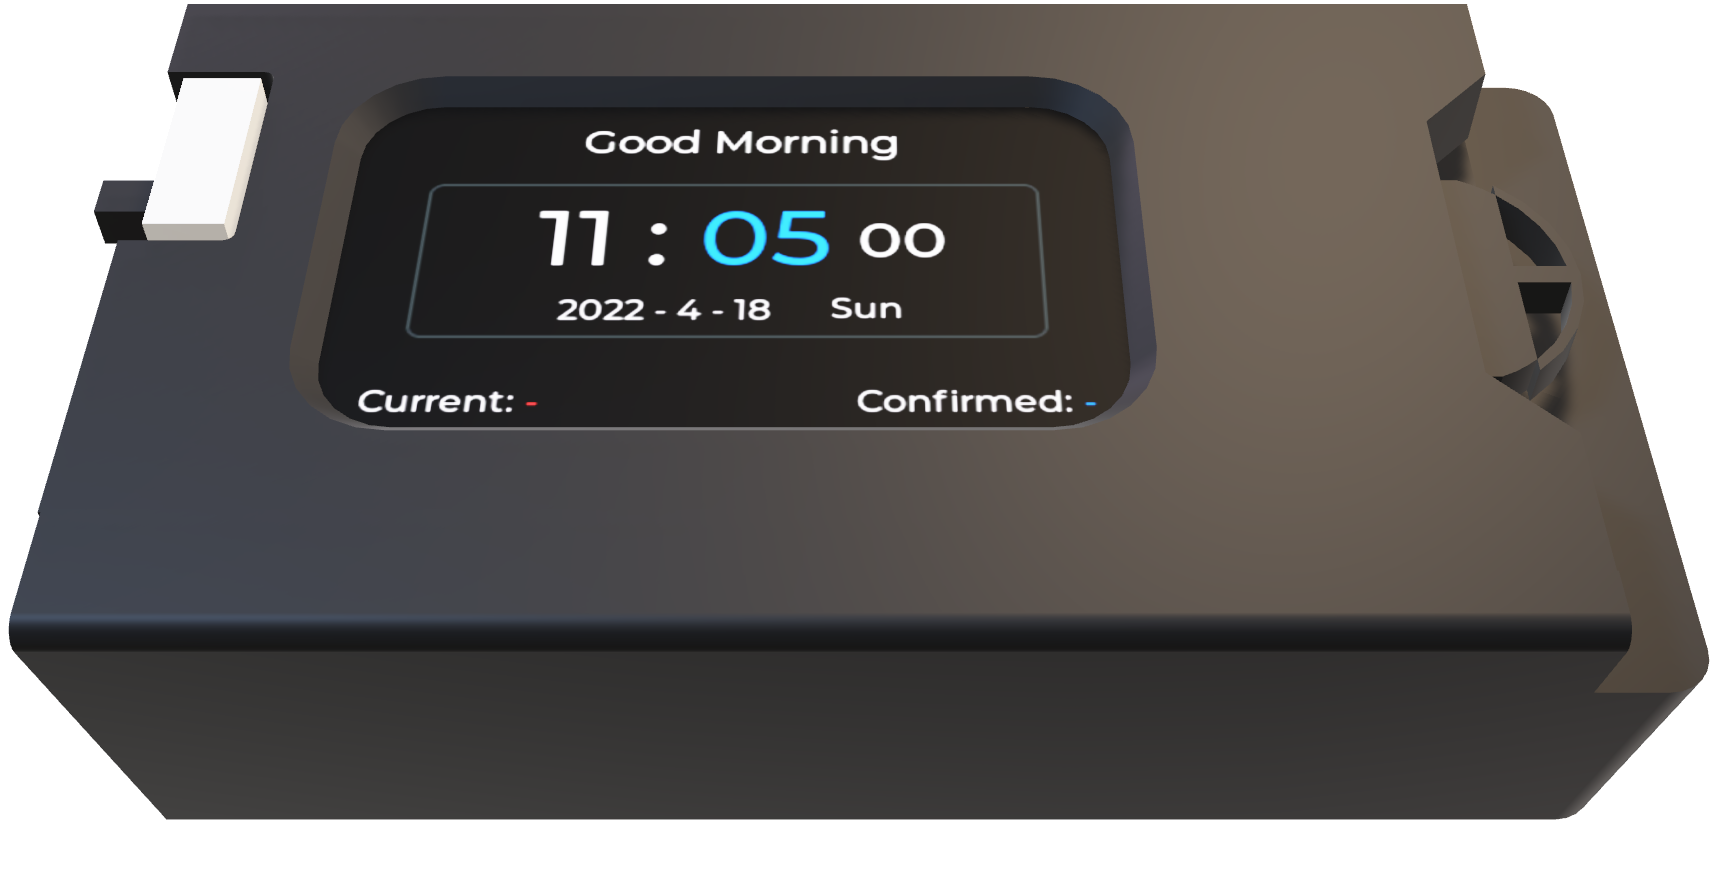 Good Morning
11 : 05 00
2022 - 4 - 18 Sun
Current: - Confirmed: -